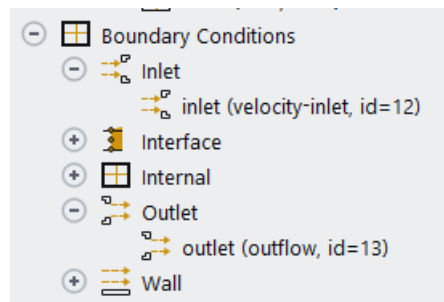 Boundary Conditions
Inlet
inlet (velocity-inlet, id=12)
Interface
Internal
Outlet
outlet (outflow, id=13)
Wall